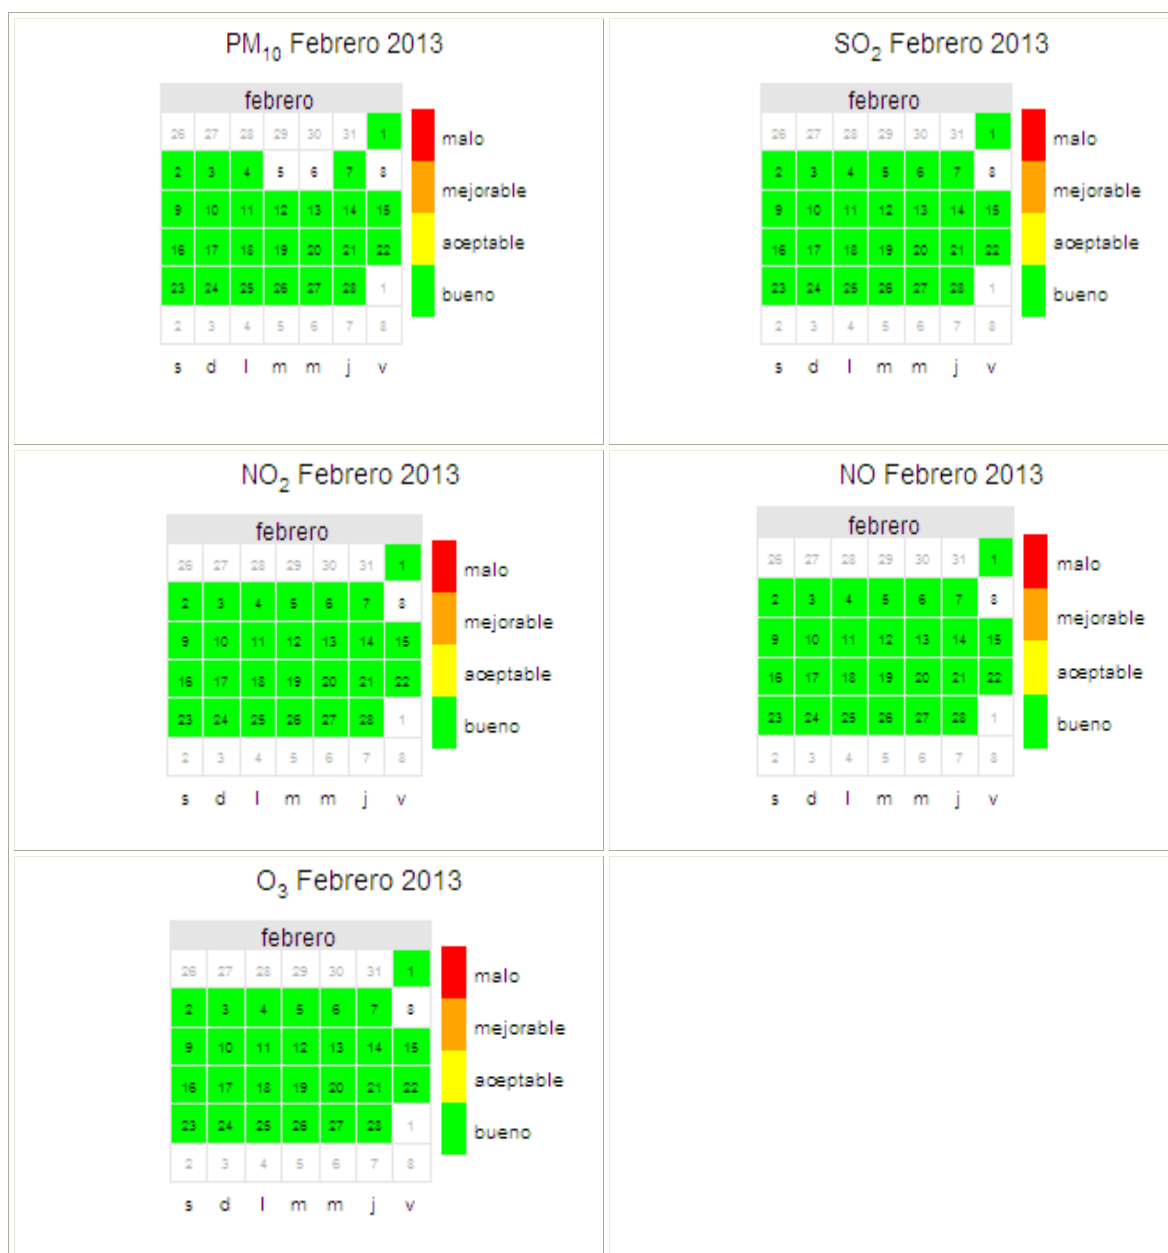 PM10 Febrero 2013
febrero
26 27 28 29 30 31 1
malo
2 3 4 5 6 7 8
mejorable
9 10 11 12 13 14 15
16 17 18 19 20 21 22
aceptable
23 24 25 26 27 28 1
bueno
2 3 4 5 6 7 8
s d l m m j v
SO2 Febrero 2013
febrero
26 27 28 29 30 31 1
malo
2 3 4 5 6 7 8
mejorable
9 10 11 12 13 14 15
16 17 18 19 20 21 22
aceptable
23 24 25 26 27 28 1
bueno
2 3 4 5 6 7 8
s d l m m j v
NO2 Febrero 2013
febrero
26 27 28 29 30 31 1
malo
2 3 4 5 6 7 8
mejorable
9 10 11 12 13 14 15
16 17 18 19 20 21 22
aceptable
23 24 25 26 27 28 1
bueno
2 3 4 5 6 7 8
s d l m m j v
NO Febrero 2013
febrero
26 27 28 29 30 31 1
malo
2 3 4 5 6 7 8
mejorable
9 10 11 12 13 14 15
16 17 18 19 20 21 22
aceptable
23 24 25 26 27 28 1
bueno
2 3 4 5 6 7 8
s d l m m j v
O3 Febrero 2013
febrero
26 27 28 29 30 31 1
malo
2 3 4 5 6 7 8
mejorable
9 10 11 12 13 14 15
16 17 18 19 20 21 22
aceptable
23 24 25 26 27 28 1
bueno
2 3 4 5 6 7 8
s d l m m j v